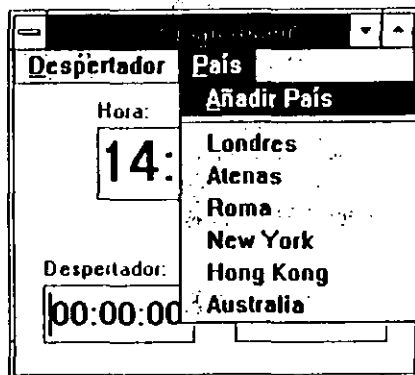 Despertador País
Añadir País
Hora:
14:
Londres
Atenas
Roma
New York
Hong Kong
Australia
Despertador:
00:00:00